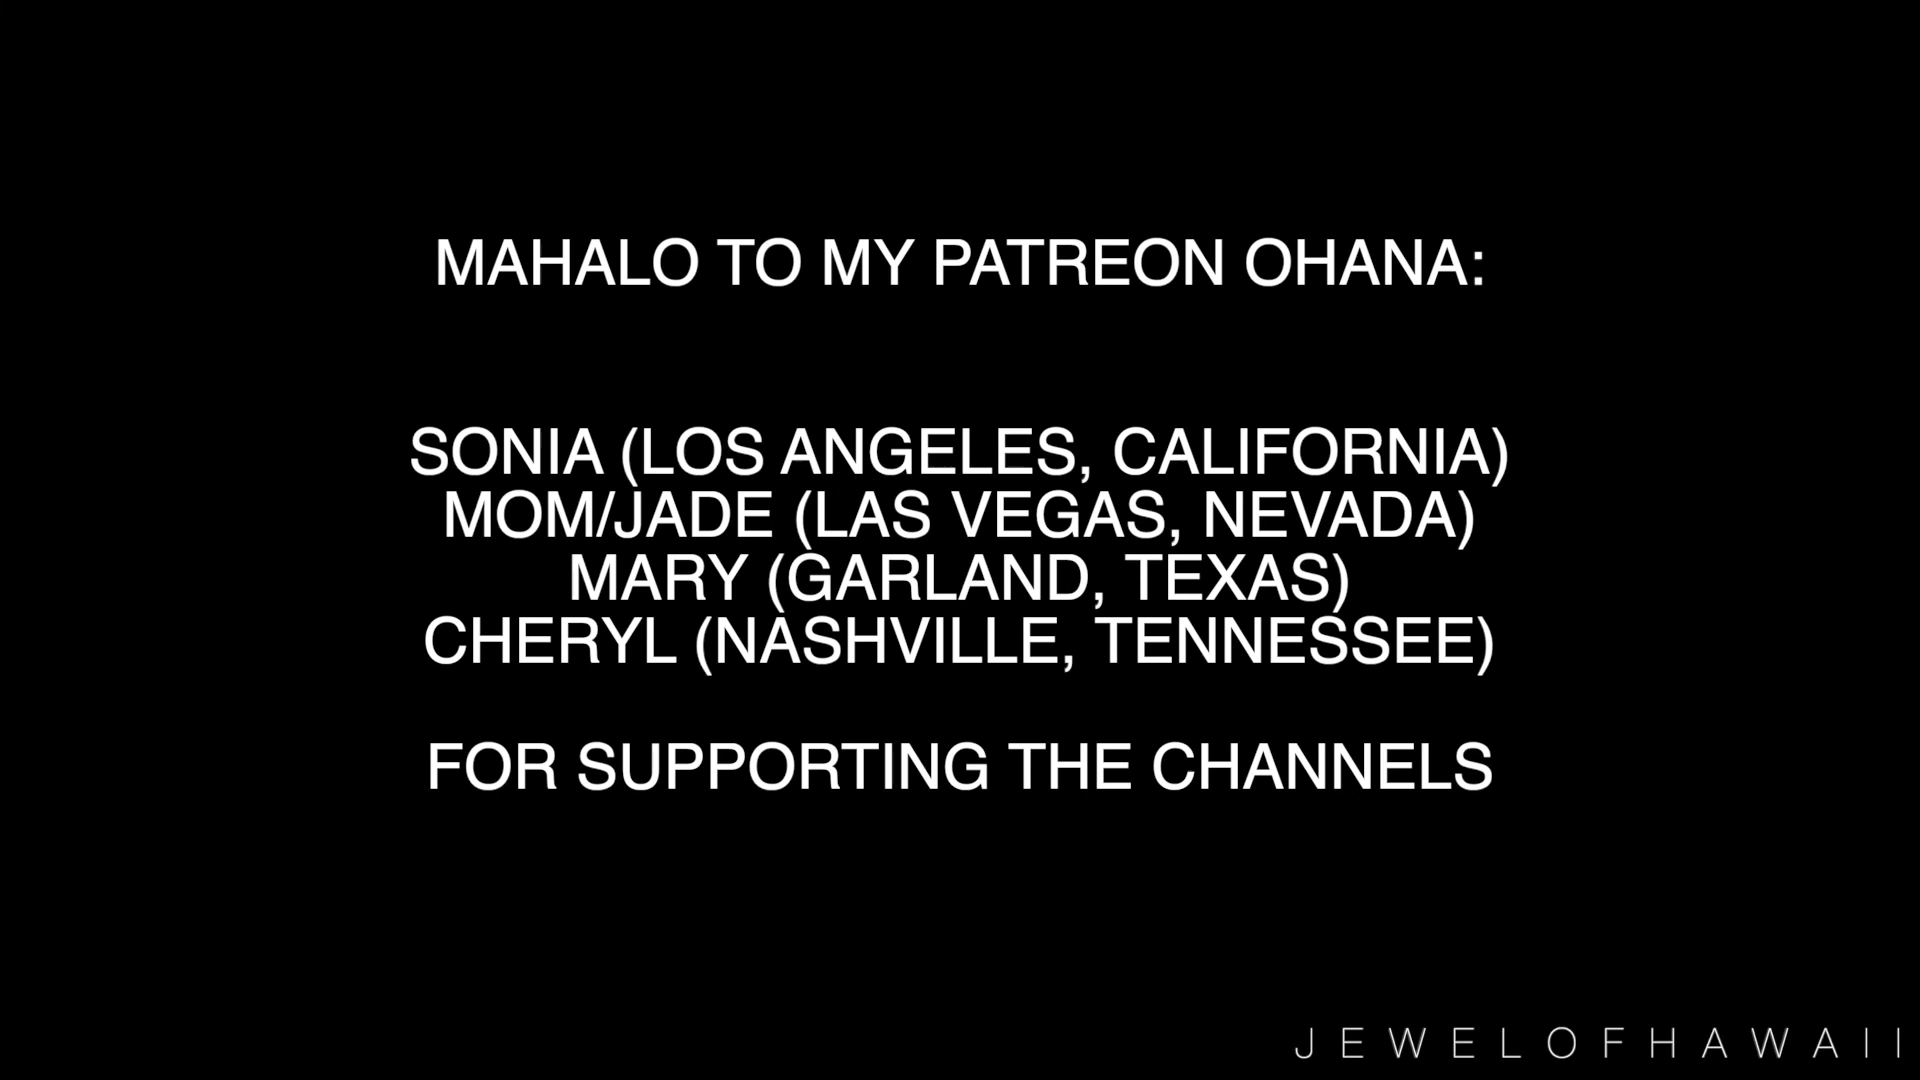 MAHALO TO MY PATREON OHANA:
SONIA (LOS ANGELES, CALIFORNIA)
MOM/JADE (LAS VEGAS, NEVADA)
MARY (GARLAND, TEXAS)
CHERYL (NASHVILLE, TENNESSEE)
FOR SUPPORTING THE CHANNELS
JEWELOFHAWAII